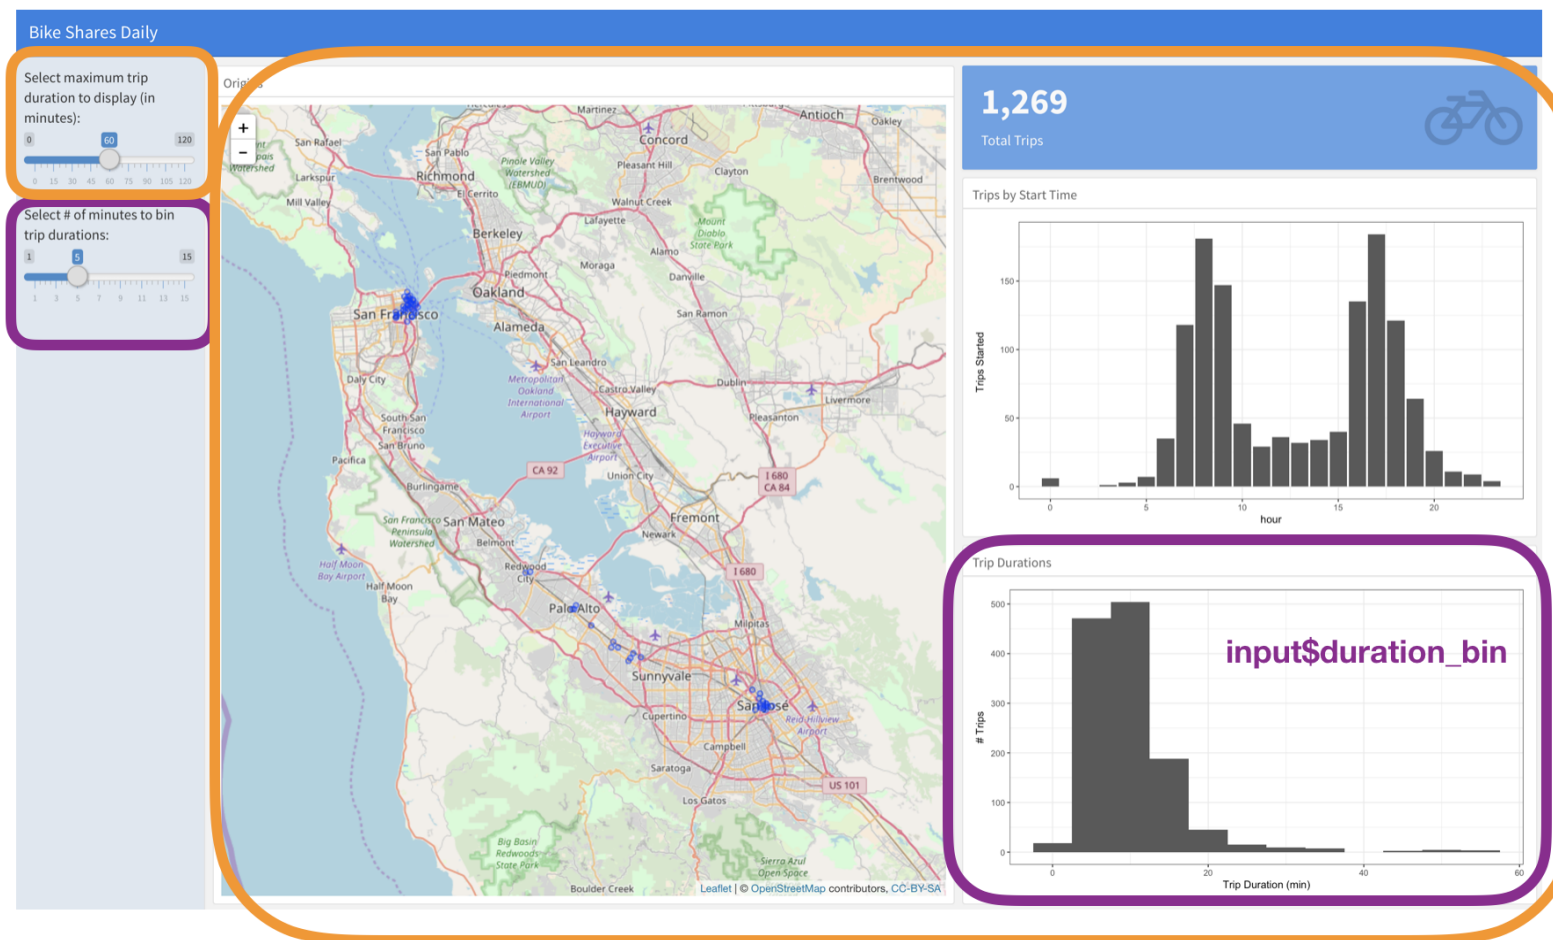 Bike Shares Daily
Select maximum trip
duration to display (in
minutes):
0 60 120
0 15 30 45 60 75 90 105 120
Select # of minutes to bin
trip durations:
1 5 15
1 3 5 7 9 11 13 15
+
−
Martinez
Antioch
Oakley
Concord
San Rafael
San Pablo
Pinole Valley
Watershed
(EBMUD)
Pleasant Hill
Clayton
Brentwood
Watershed
Larkspur
Richmond
El Cerrito
Mill Valley
Walnut Creek
Lafayette
Mount
Diablo
State Park
Berkeley
Alamo
Moraga
Danville
Piedmont
Oakland
San Francisco
Alameda
San Ramon
San Leandro
Daly City
Metropolitan
Oakland
International
Airport
Castro Valley
Dublin
Livermore
Hayward
Pleasanton
South San
Francisco
San Bruno
Hayward
Executive
Airport
Pacifica
CA 92
Union City
I 680
CA 84
Burlingame
San Francisco
Peninsula
Watershed
San Mateo
Fremont
Newark
Belmont
Half Moon
Bay Airport
Redwood
City
I 680
Half Moon
Bay
Palo Alto
Milpitas
Sunnyvale
San José
Cupertino
Reid-Hillview
Airport
Campbell
Saratoga
US 101
Los Gatos
Big Basin
Redwoods
State Park
Sierra Azul
Open Space
Boulder Creek
Leaflet | © OpenStreetMap contributors, CC-BY-SA
1,269
Total Trips
Trips by Start Time
Trips Started
150
100
50
0
0 5 10 15 20
hour
Trip Durations
input$duration_bin
# Trips
500
400
300
200
100
0
0 20 40 60
Trip Duration (min)